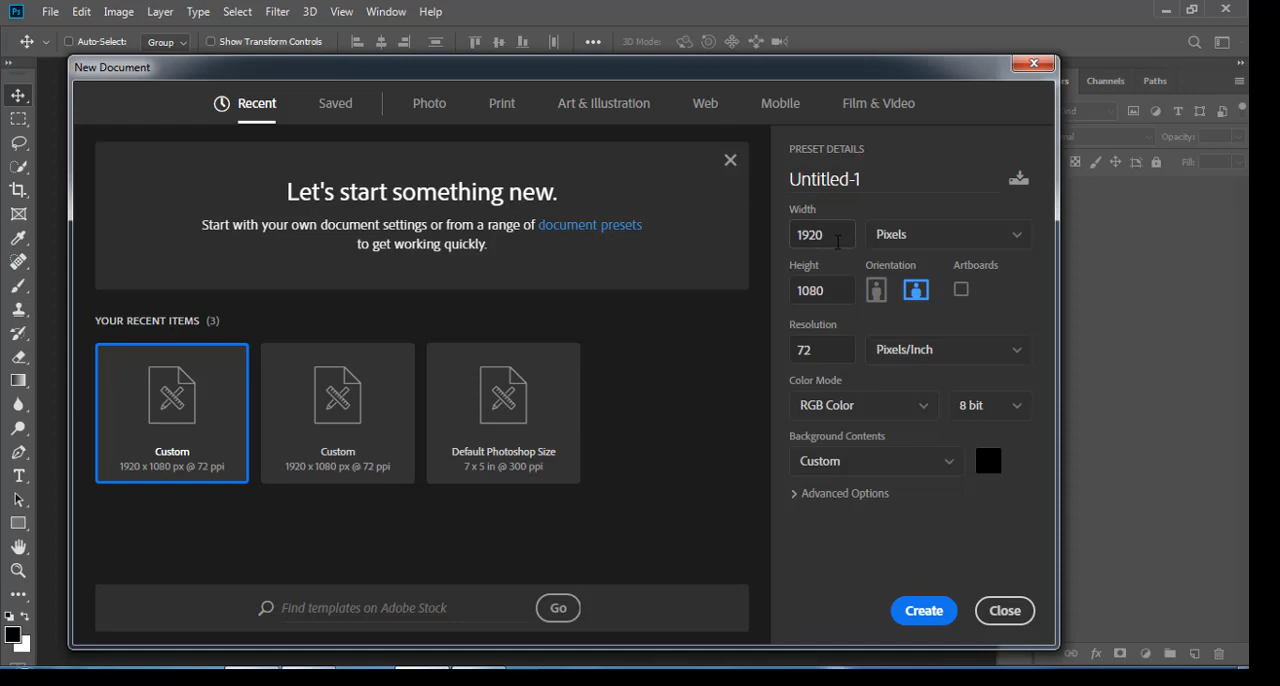 Ps File Edit Image Layer Type Select Filter 3D View Window Help
Auto-Select: Group Show Transform Controls ••• 3D Mode:
New Document
Channels Paths
Recent Saved Photo Print Art & Illustration Web Mobile Film & Video
Let's start something new.
Start with your own document settings or from a range of document presets
to get working quickly.
PRESET DETAILS
Untitled-1
Width
1920 Pixels
Height Orientation Artboards
1080
Resolution
72 Pixels/Inch
Color Mode
RGB Color 8 bit
Background Contents
Custom
Advanced Options
YOUR RECENT ITEMS (3)
Custom
1920 x 1080 px @ 72 ppi
Custom
1920 x 1080 px @ 72 ppi
Default Photoshop Size
7 x 5 in @ 300 ppi
Find templates on Adobe Stock Go
Create Close
Opacity:
Fill:
fx